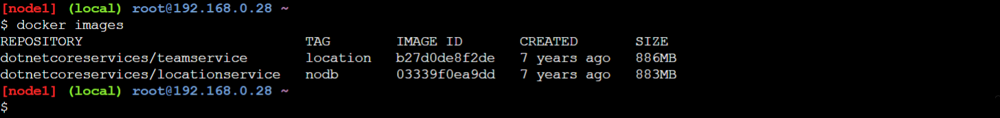 [node1] (local) root@192.168.0.28 ~
$ docker images
REPOSITORY TAG IMAGE ID CREATED SIZE
dotnetcoreservices/teamservice location b27d0de8f2de 7 years ago 886MB
dotnetcoreservices/locationservice nodb 03339f0ea9dd 7 years ago 883MB
[node1] (local) root@192.168.0.28 ~
$